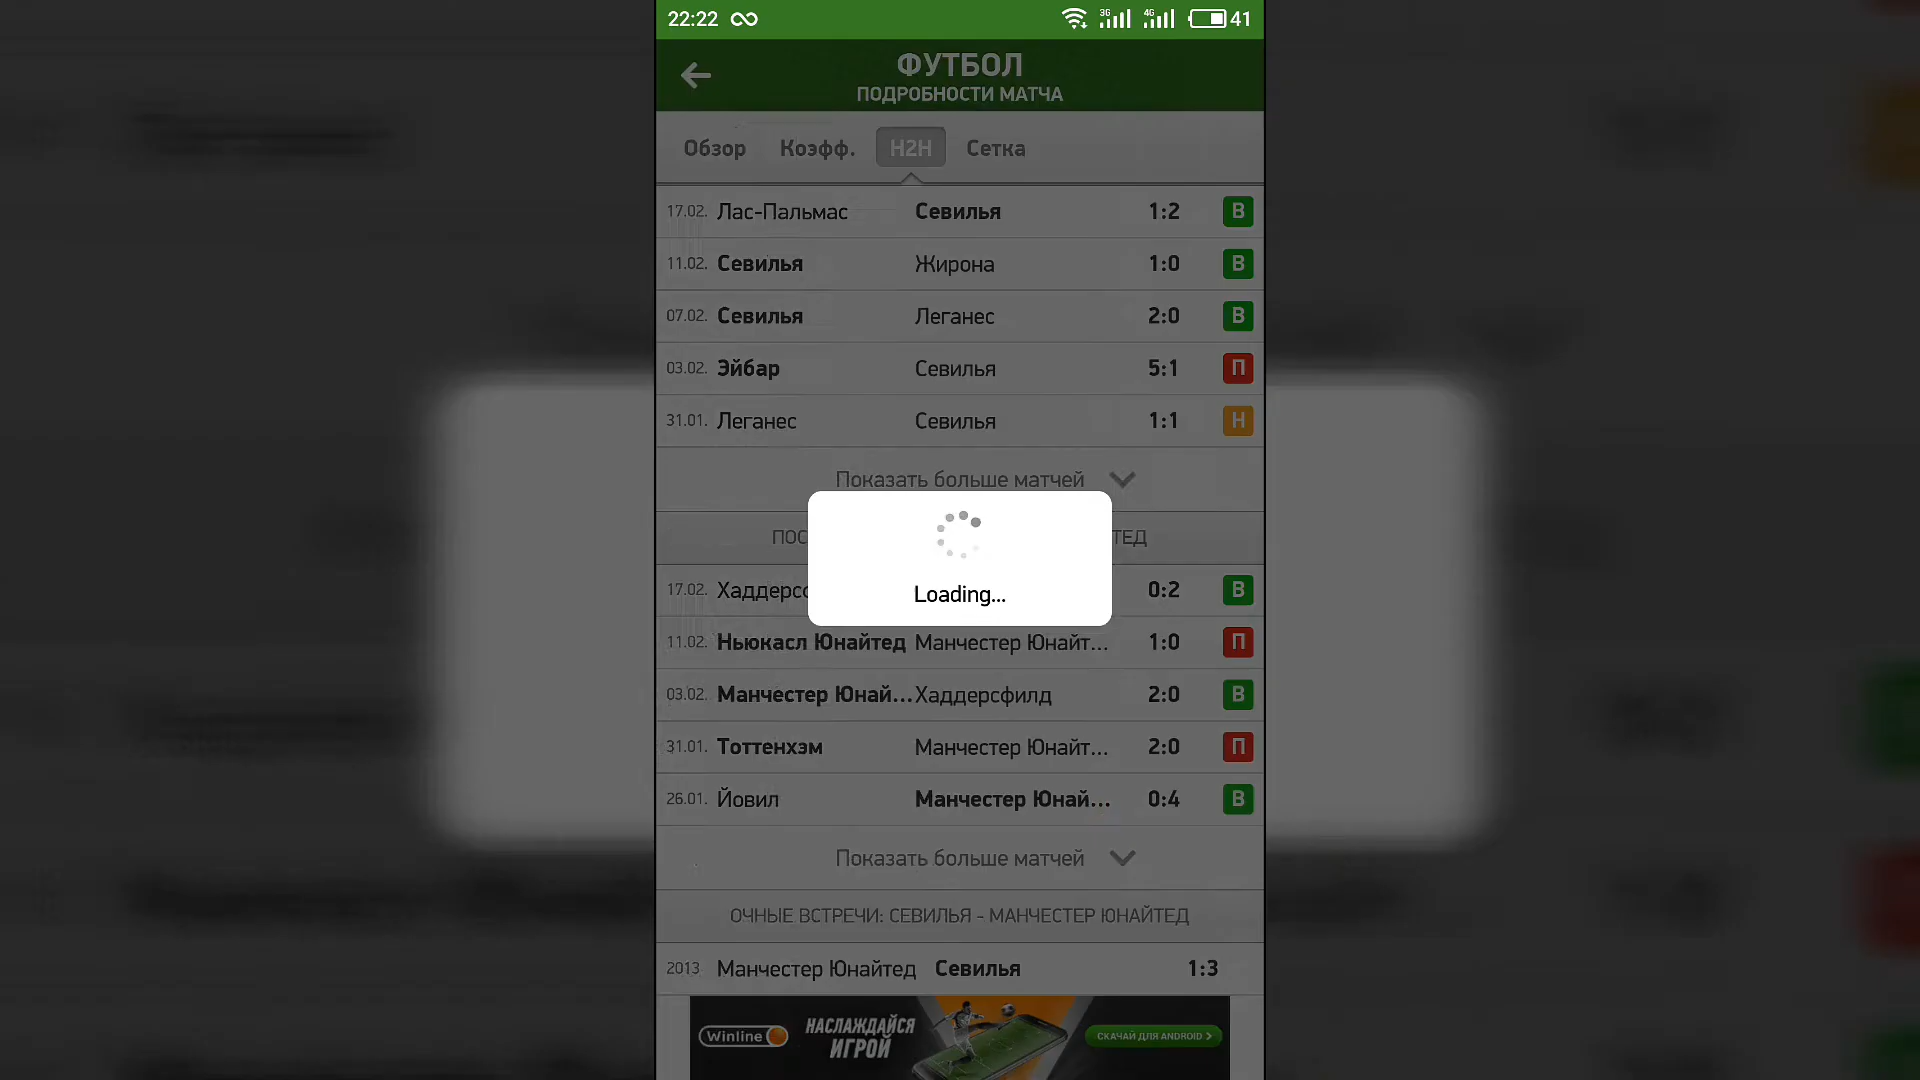 22:22 3G 4G 41
ФУТБОЛ
ПОДРОБНОСТИ МАТЧА
Обзор Коэфф. H2H Сетка
17.02. Лас-Пальмас Севилья 1:2 В
11.02. Севилья Жирона 1:0 В
07.02. Севилья Леганес 2:0 В
03.02. Эйбар Севилья 5:1 П
31.01. Леганес Севилья 1:1 Н
Показать больше матчей
Loading...
17.02. 0:2 В
11.02. Ньюкасл Юнайтед Манчестер Юнайт... 1:0 П
03.02. Манчестер Юнай... Хаддерсфилд 2:0 В
31.01. Тоттенхэм Манчестер Юнайт... 2:0 П
26.01. Йовил Манчестер Юнай... 0:4 В
Показать больше матчей
ОЧНЫЕ ВСТРЕЧИ: СЕВИЛЬЯ - МАНЧЕСТЕР ЮНАЙТЕД
2013 Манчестер Юнайтед Севилья 1:3
Winline НАСЛАЖДАЙСЯ ИГРОЙ СКАЧАЙ ДЛЯ ANDROID >